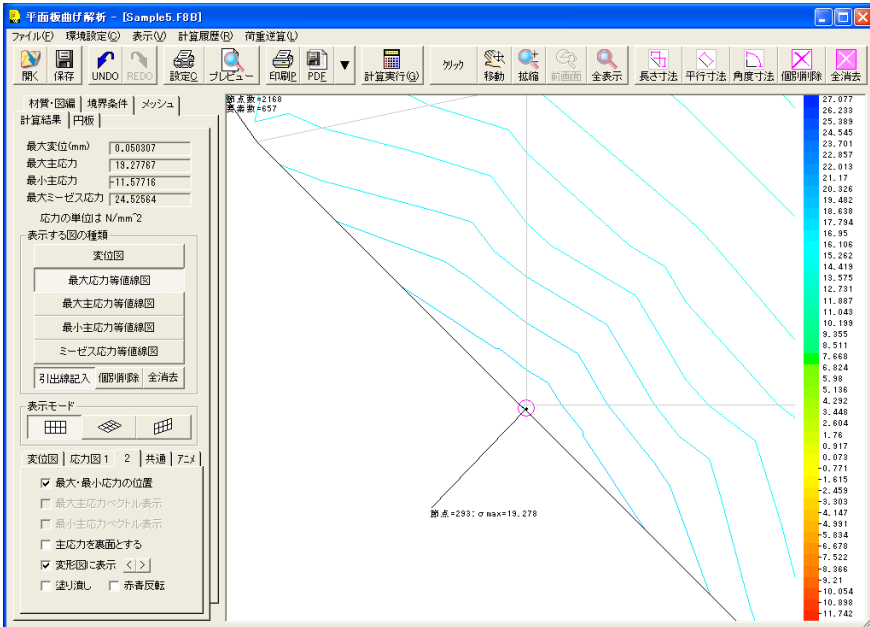 平面板曲げ解析 - [Sample5.F8B]
ファイル(F) 環境設定(C) 表示(V) 計算履歴(R) 荷重逆算(L)
開く 保存 UNDO REDO 設定C プレビュー 印刷P PDF ▼ 計算実行(G) クリック 移動 拡縮 前画面 全表示 長さ寸法 平行寸法 角度寸法 個別削除 全消去
材質・図編 境界条件 メッシュ
計算結果 円板
最大変位(mm) 0.050307
最大主応力 19.27767
最小主応力 -11.57716
最大ミーゼス応力 24.52564
応力の単位は N/mm^2
表示する図の種類
変位図
最大応力等値線図
最大主応力等値線図
最小主応力等値線図
ミーゼス応力等値線図
引出線記入 個別削除 全消去
表示モード
変位図 応力図1 2 共通 アニメ
最大・最小応力の位置
最大主応力ベクトル表示
最小主応力ベクトル表示
主応力を裏面とする
変形図に表示 < >
塗り潰し 赤青反転
節点数=2168
要素数=657
節点=293:σmax=19.278
27.077
26.233
25.389
24.545
23.701
22.857
22.013
21.17
20.326
19.482
18.638
17.794
16.95
16.106
15.262
14.419
13.575
12.731
11.887
11.043
10.199
9.355
8.511
7.668
6.824
5.98
5.136
4.292
3.448
2.604
1.76
0.917
0.073
-0.771
-1.615
-2.459
-3.303
-4.147
-4.991
-5.834
-6.678
-7.522
-8.366
-9.21
-10.054
-10.898
-11.742